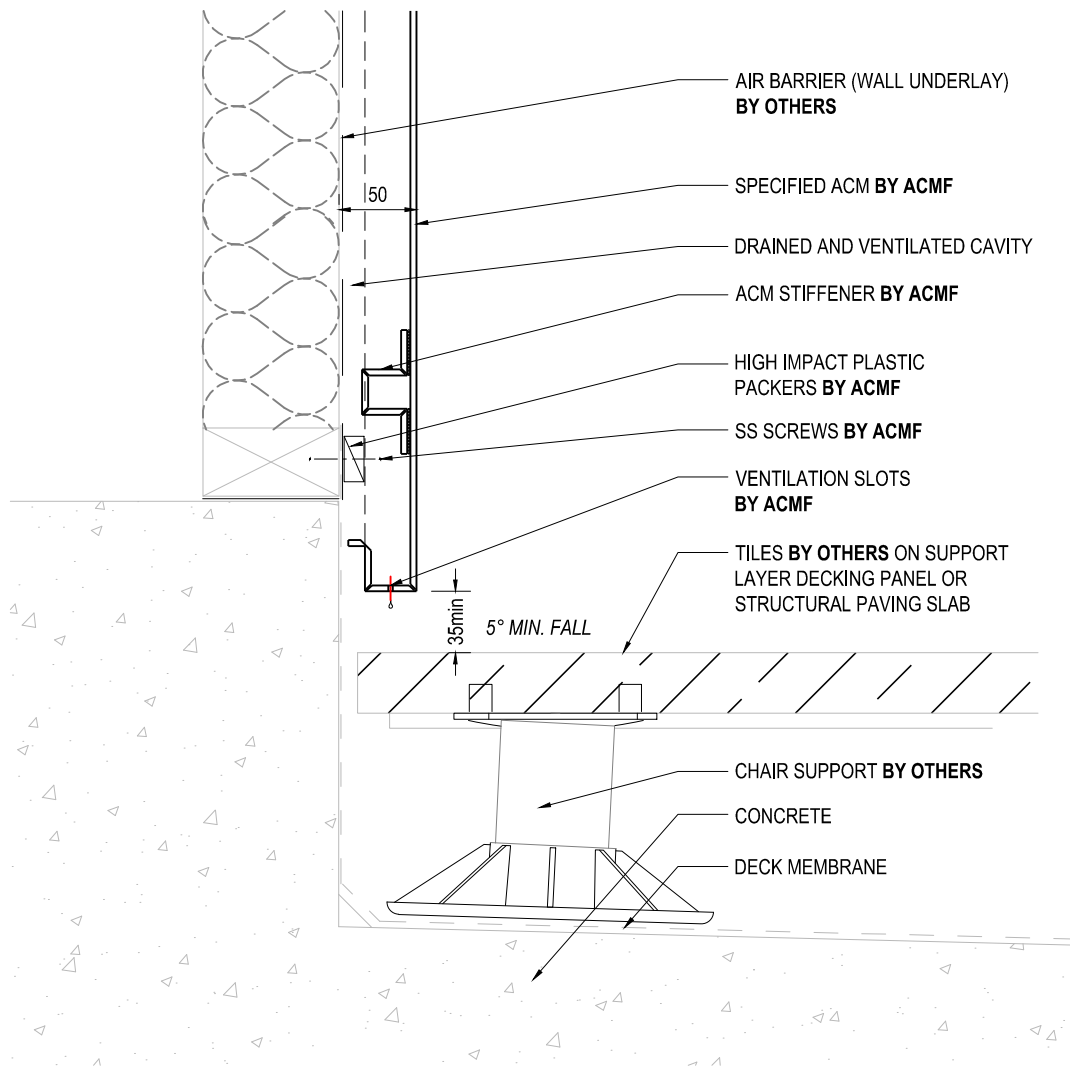 AIR BARRIER (WALL UNDERLAY)
BY OTHERS
50
SPECIFIED ACM BY ACMF
DRAINED AND VENTILATED CAVITY
ACM STIFFENER BY ACMF
HIGH IMPACT PLASTIC
PACKERS BY ACMF
SS SCREWS BY ACMF
VENTILATION SLOTS
BY ACMF
TILES BY OTHERS ON SUPPORT
LAYER DECKING PANEL OR
STRUCTURAL PAVING SLAB
35min
5° MIN. FALL
CHAIR SUPPORT BY OTHERS
CONCRETE
DECK MEMBRANE